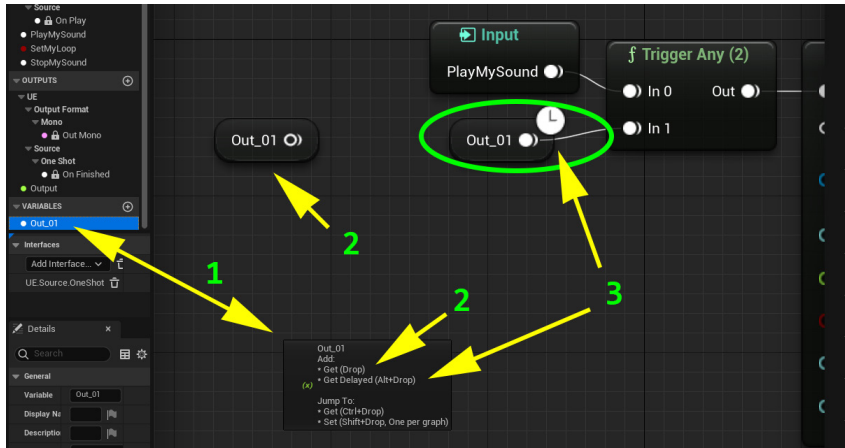 Source
On Play
PlayMySound
SetMyLoop
StopMySound
OUTPUTS
UE
Output Format
Mono
Out Mono
Source
One Shot
On Finished
Output
VARIABLES
Out_01
Interfaces
Add Interface...
UE.Source.OneShot
Details
Search
General
Variable Out_01
Display Na
Descriptio
Input
PlayMySound
ƒ Trigger Any (2)
In 0 Out
In 1
Out_01
Out_01
1
2
2
3
Out_01
Add:
• Get (Drop)
• Get Delayed (Alt+Drop)
(x)
Jump To:
• Get (Ctrl+Drop)
• Set (Shift+Drop, One per graph)